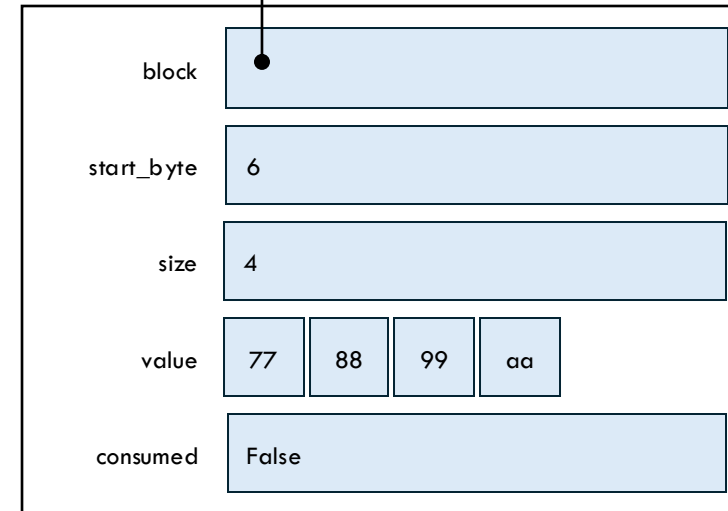 block
start_byte 6
size 4
value 77 88 99 aa
consumed False